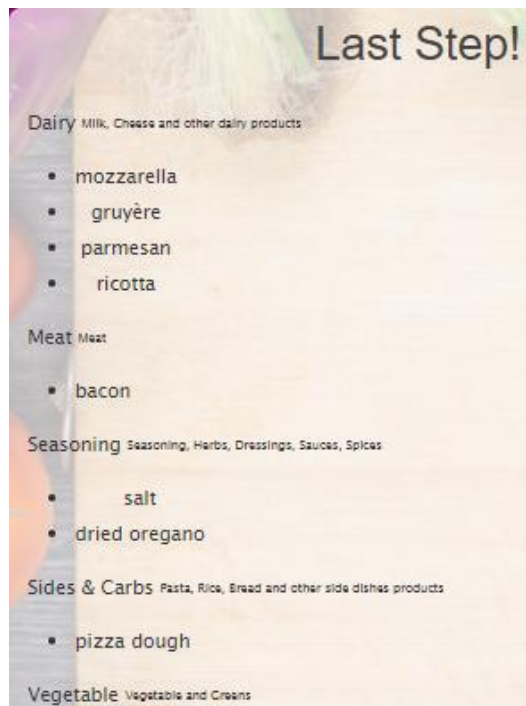 Last Step!
Dairy Milk, Cheese and other dairy products
• mozzarella
• gruyère
• parmesan
• ricotta
Meat Meat
• bacon
Seasoning Seasoning, Herbs, Dressings, Sauces, Spices
• salt
• dried oregano
Sides & Carbs Pasta, Rice, Bread and other side dishes products
• pizza dough
Vegetable Vegetable and Greens